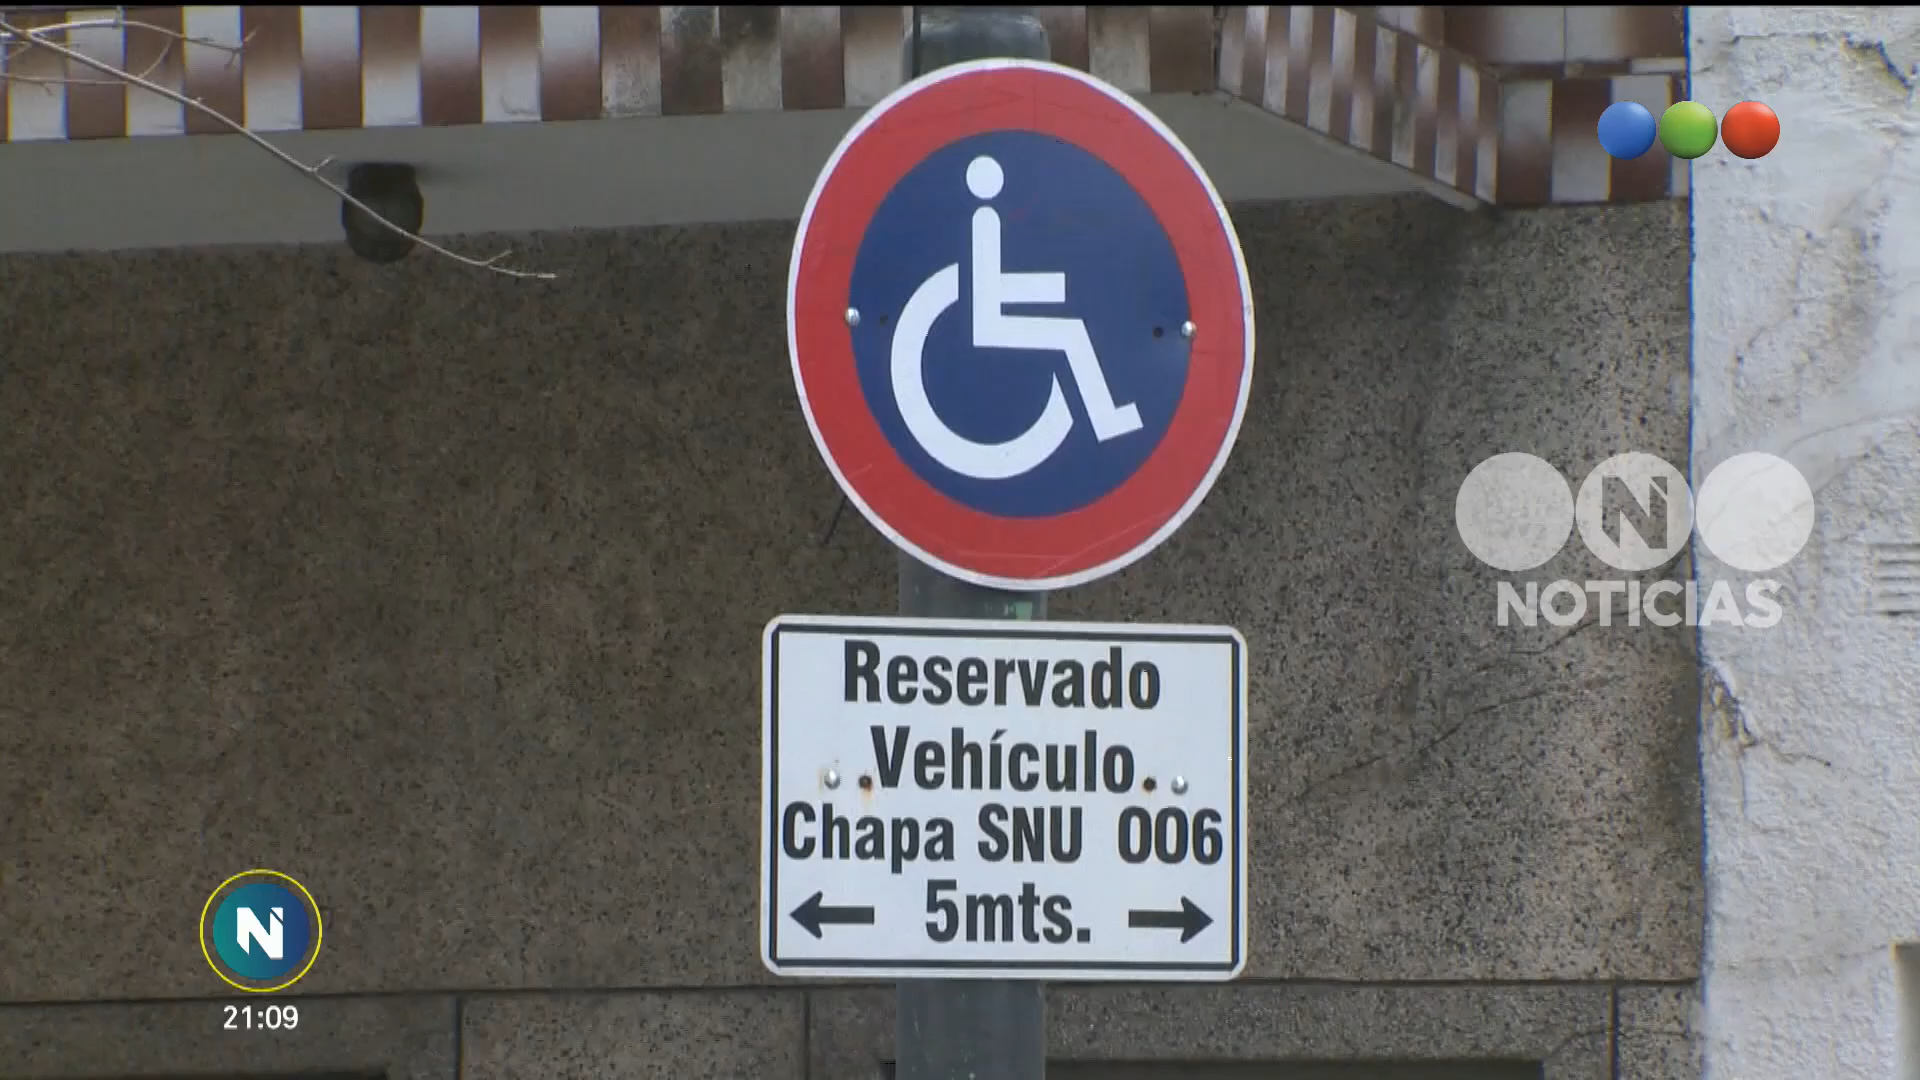 Reservado
Vehículo
Chapa SNU 006
5mts.
N
NOTICIAS
N
21:09